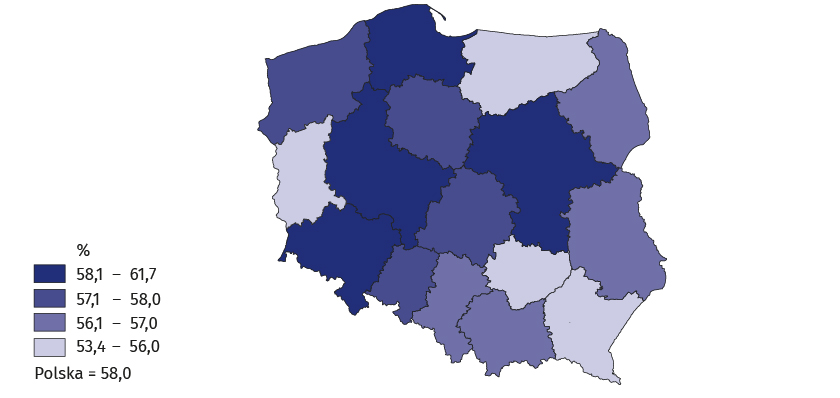 %
58,1 – 61,7
57,1 – 58,0
56,1 – 57,0
53,4 – 56,0
Polska = 58,0